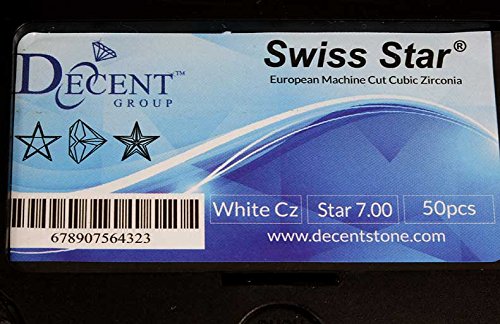 DECENT™
GROUP
Swiss Star®
European Machine Cut Cubic Zirconia
White Cz
Star 7.00
50pcs
678907564323
www.decentstone.com